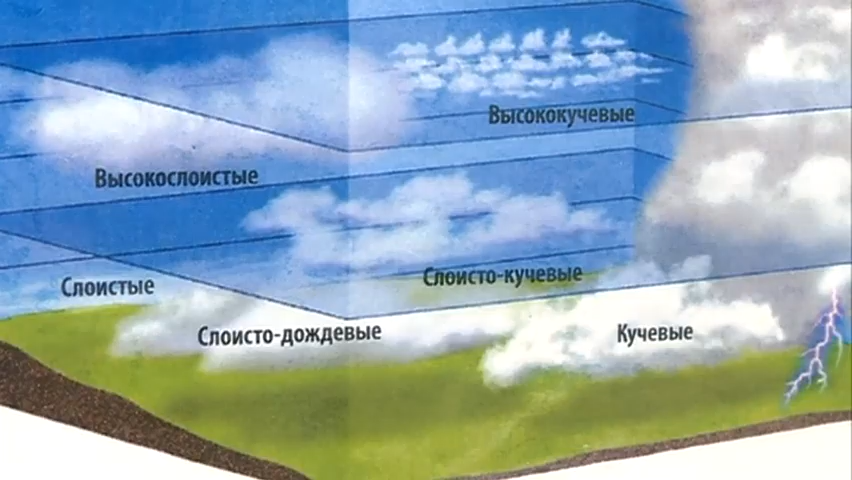 Высококучевые
Высокослоистые
Слоисто-кучевые
Слоистые
Слоисто-дождевые
Кучевые